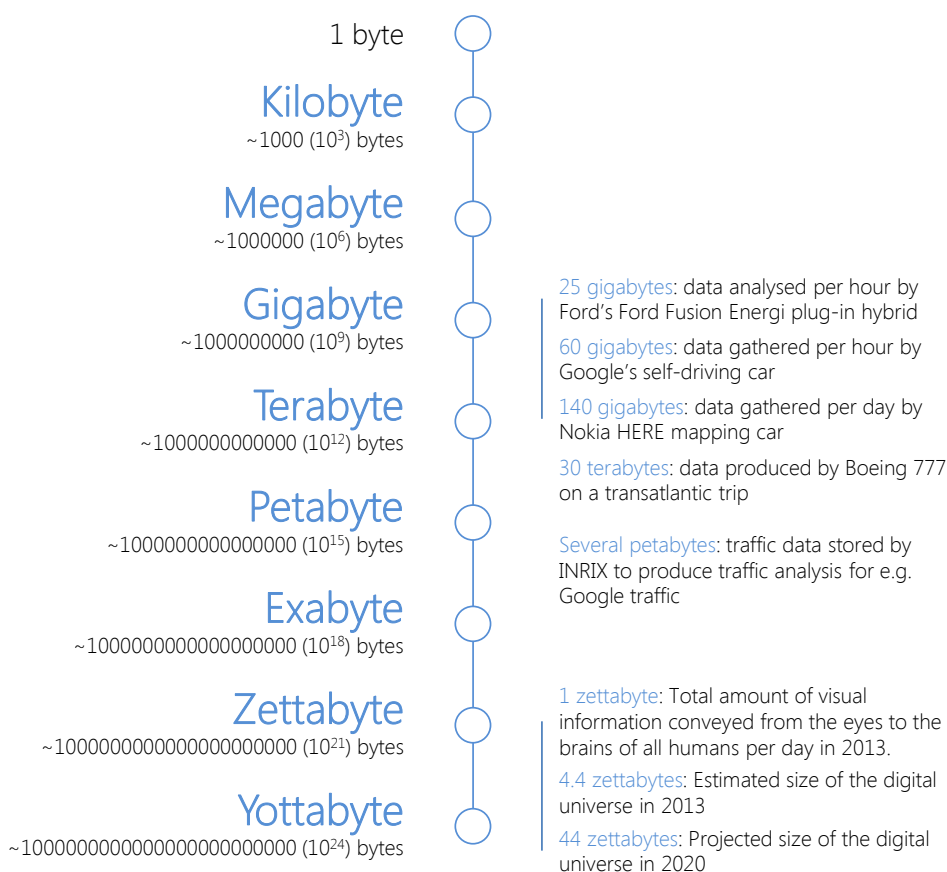 1 byte
Kilobyte
~1000 (10³) bytes
Megabyte
~1000000 (10⁶) bytes
Gigabyte
~1000000000 (10⁹) bytes
Terabyte
~1000000000000 (10¹²) bytes
Petabyte
~1000000000000000 (10¹⁵) bytes
Exabyte
~1000000000000000000 (10¹⁸) bytes
Zettabyte
~1000000000000000000000 (10²¹) bytes
Yottabyte
~1000000000000000000000000 (10²⁴) bytes
25 gigabytes: data analysed per hour by
Ford's Ford Fusion Energi plug-in hybrid
60 gigabytes: data gathered per hour by
Google's self-driving car
140 gigabytes: data gathered per day by
Nokia HERE mapping car
30 terabytes: data produced by Boeing 777
on a transatlantic trip
Several petabytes: traffic data stored by
INRIX to produce traffic analysis for e.g.
Google traffic
1 zettabyte: Total amount of visual
information conveyed from the eyes to the
brains of all humans per day in 2013.
4.4 zettabytes: Estimated size of the digital
universe in 2013
44 zettabytes: Projected size of the digital
universe in 2020